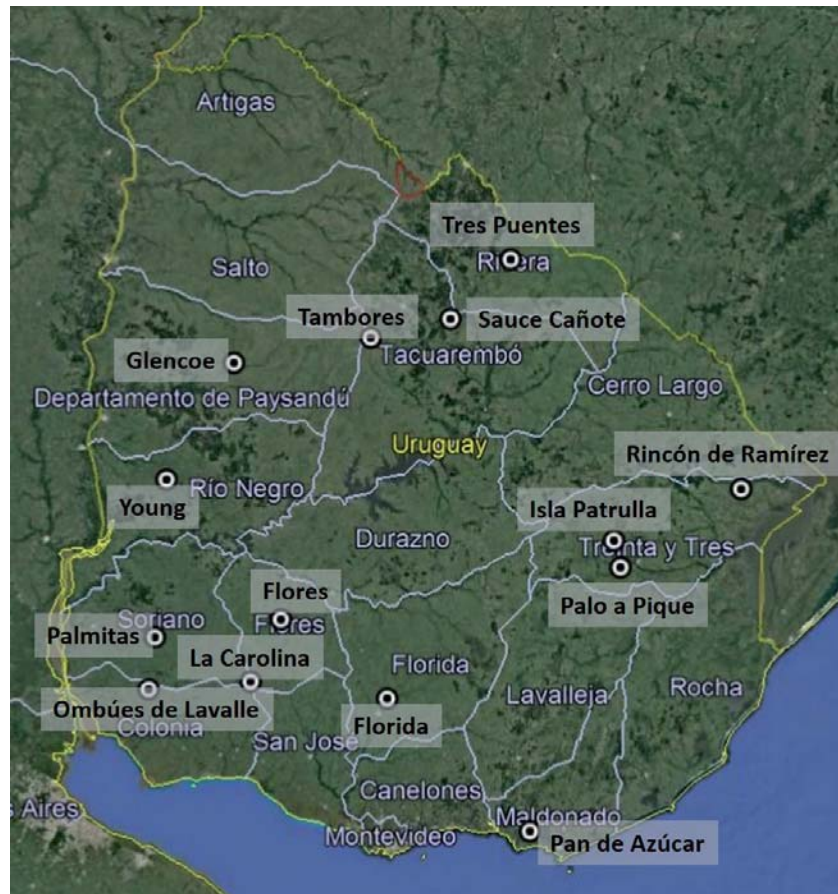 Artigas
Tres Puentes
Rivera
Salto
Tambores
Sauce Cañote
Glencoe
Tacuarembó
Cerro Largo
Departamento de Paysandú
Uruguay
Rincón de Ramírez
Río Negro
Young
Isla Patrulla
Durazno
Treinta y Tres
Palo a Pique
Flores
Soriano
Flores
Palmitas
La Carolina
Florida
Lavalleja
Rocha
Ombúes de Lavalle
Florida
Colonia
San José
Canelones
s Aires
Maldonado
Montevideo
Pan de Azúcar